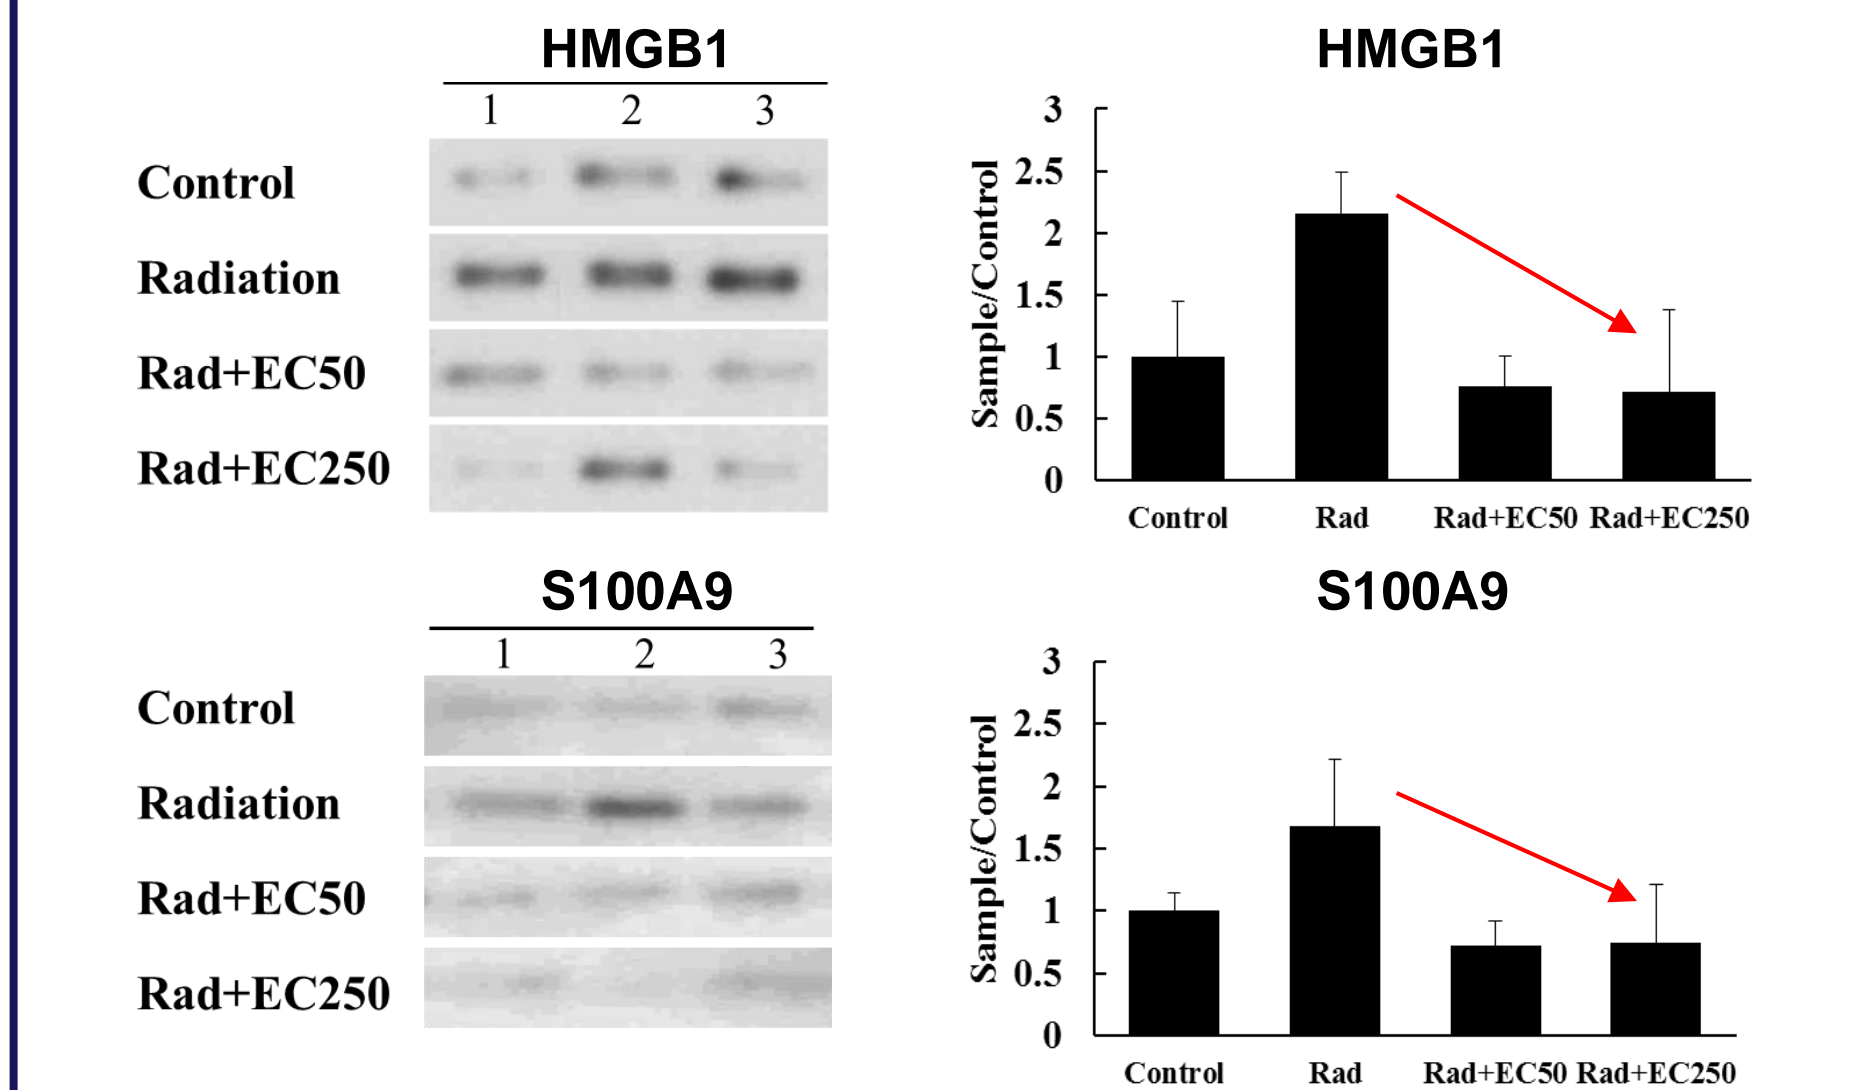 HMGB1
1 2 3
Control
Radiation
Rad+EC50
Rad+EC250
HMGB1
Sample/Control
3
2.5
2
1.5
1
0.5
0
Control Rad Rad+EC50 Rad+EC250
S100A9
1 2 3
Control
Radiation
Rad+EC50
Rad+EC250
S100A9
Sample/Control
3
2.5
2
1.5
1
0.5
0
Control Rad Rad+EC50 Rad+EC250